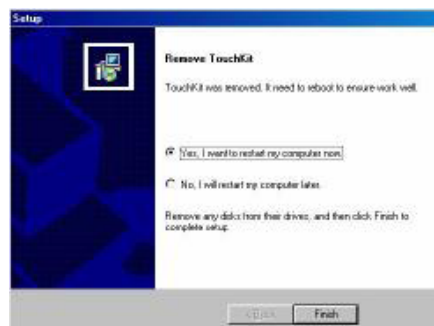 Setup
Remove TouchKit
TouchKit was removed. It need to reboot to ensure work well.
Yes, I want to restart my computer now.
No, I will restart my computer later.
Remove any disks from their drives, and then click Finish to
complete setup.
< Back
Finish